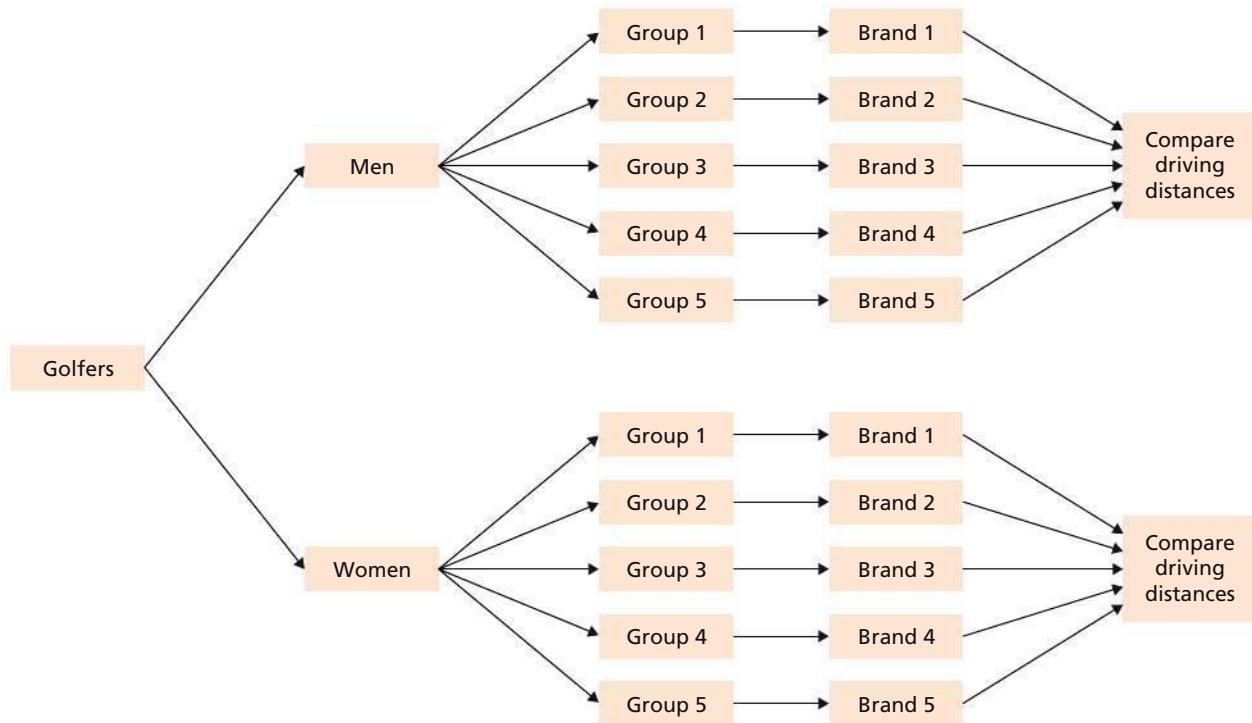 Group 1 Brand 1
Group 2 Brand 2
Men Group 3 Brand 3 Compare
driving
distances
Group 4 Brand 4
Group 5 Brand 5
Golfers
Group 1 Brand 1
Group 2 Brand 2
Women Group 3 Brand 3 Compare
driving
distances
Group 4 Brand 4
Group 5 Brand 5